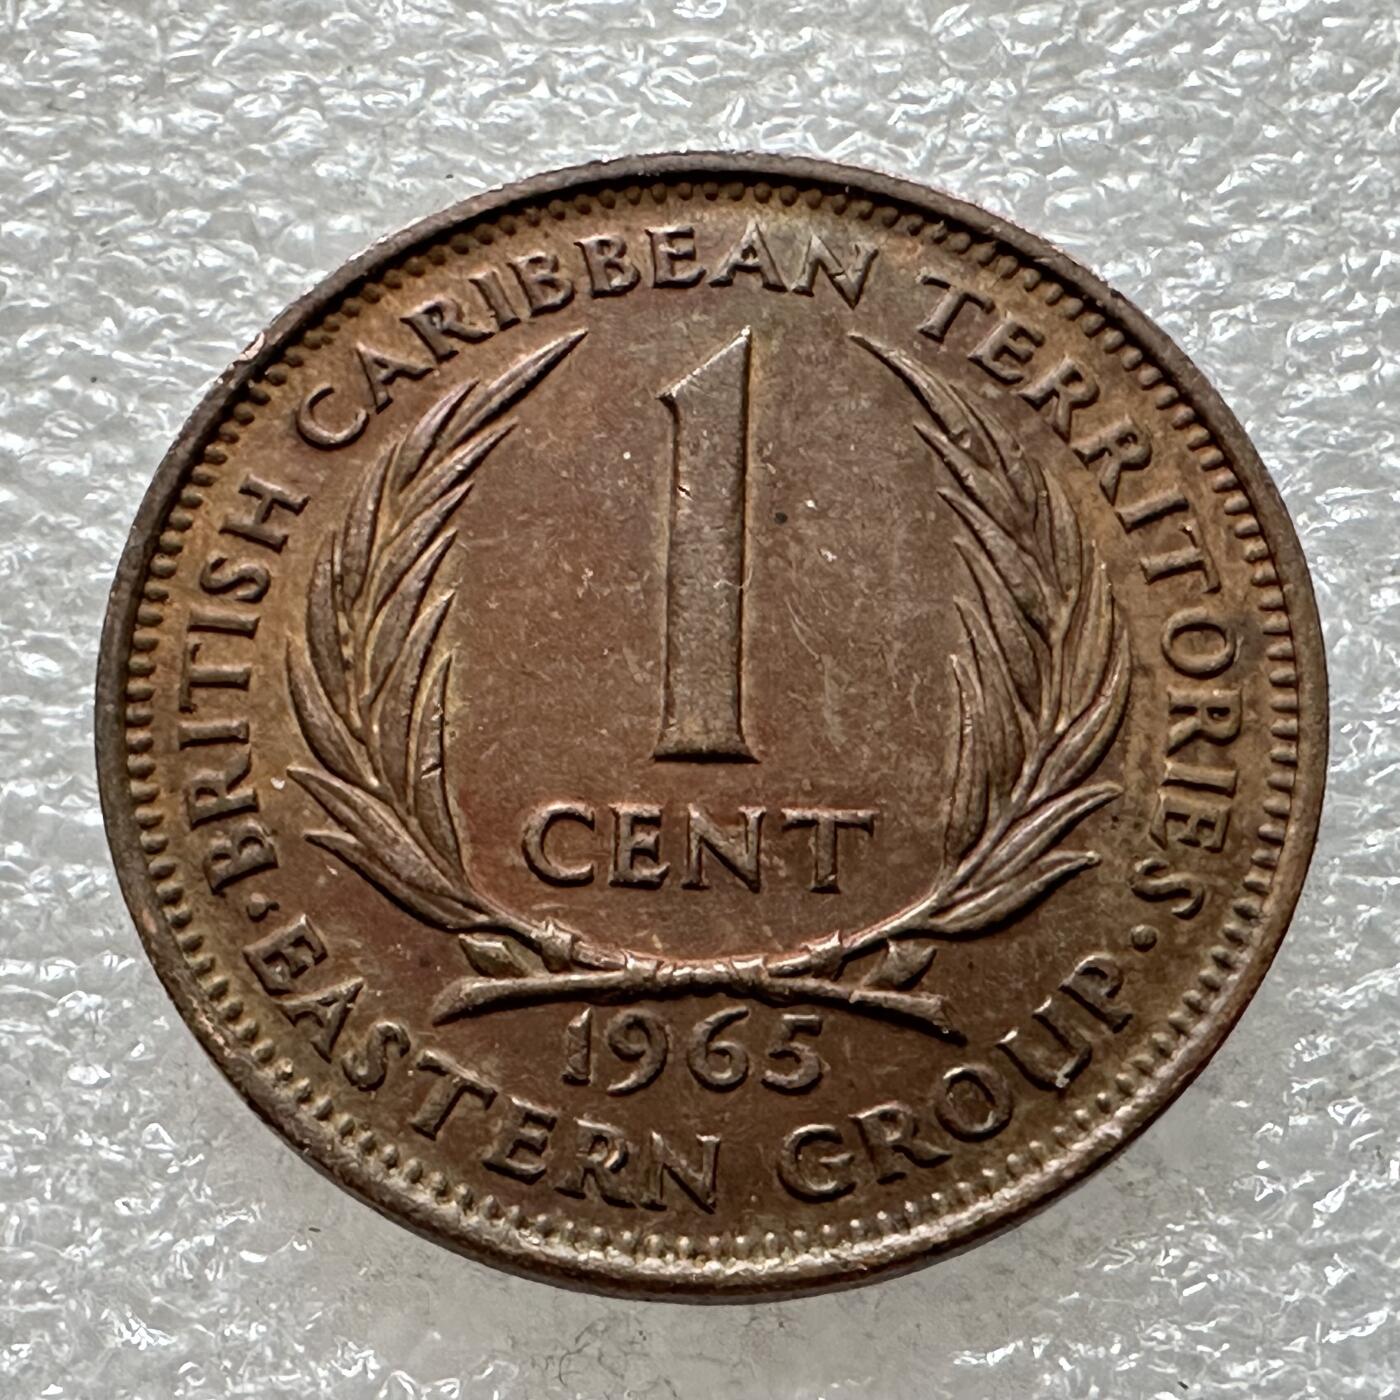 BRITISH CARIBBEAN TERRITORIES
1
CENT
1965
EASTERN GROUP